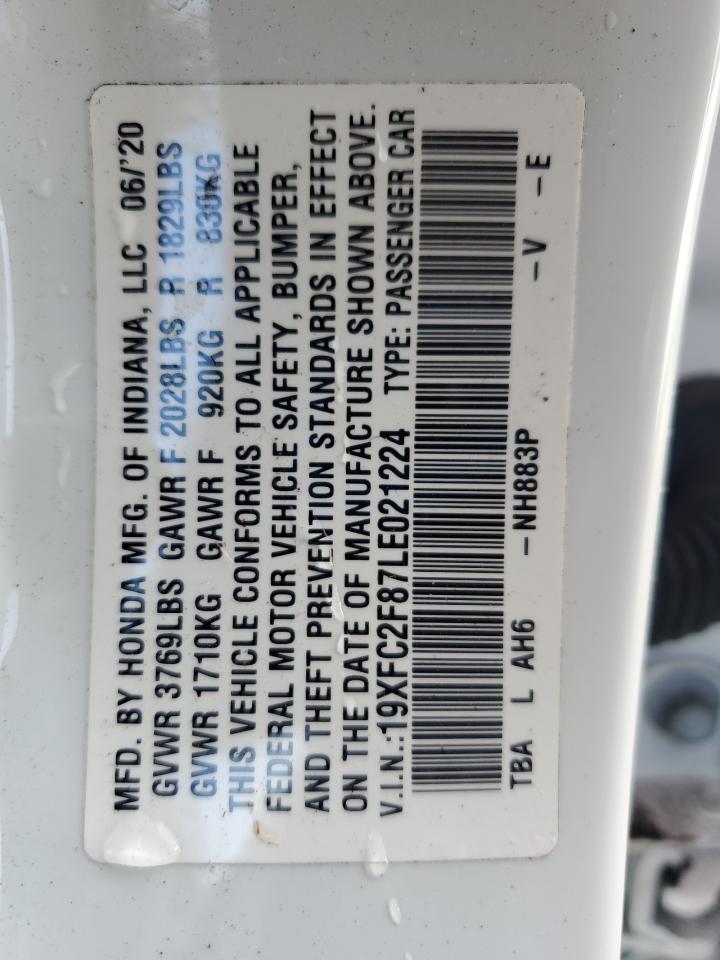 MFD. BY HONDA MFG. OF INDIANA, LLC 06/'20
GVWR 3769LBS GAWR F 2028LBS R 1829LBS
GVWR 1710KG GAWR F 920KG R 830KG
THIS VEHICLE CONFORMS TO ALL APPLICABLE
FEDERAL MOTOR VEHICLE SAFETY, BUMPER,
AND THEFT PREVENTION STANDARDS IN EFFECT
ON THE DATE OF MANUFACTURE SHOWN ABOVE.
V.I.N.:19XFC2F87LE021224 TYPE: PASSENGER CAR
TBA L AH6 –NH883P –V –E